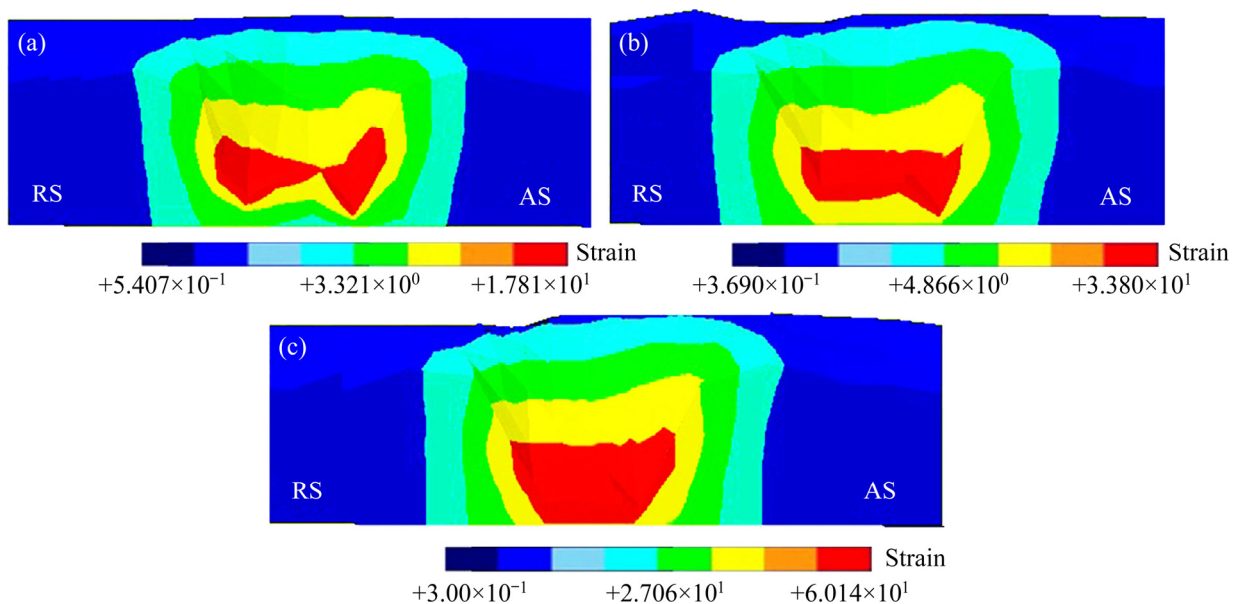 (a)
RS
AS
Strain
+5.407×10⁻¹ +3.321×10⁰ +1.781×10¹
(b)
RS
AS
Strain
+3.690×10⁻¹ +4.866×10⁰ +3.380×10¹
(c)
RS
AS
Strain
+3.00×10⁻¹ +2.706×10¹ +6.014×10¹